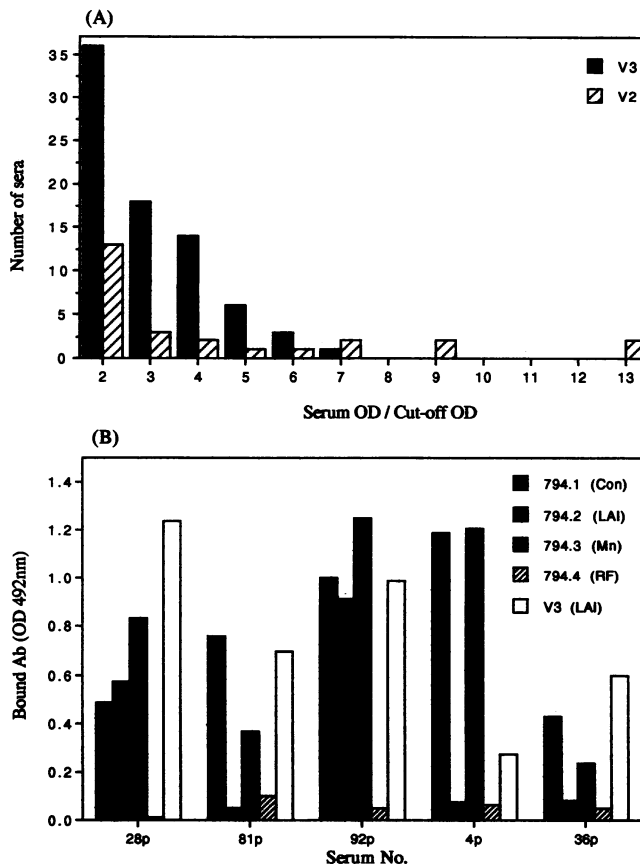 (A)
35
30
25
20
15
10
5
0
Number of sera
V3
V2
2 3 4 5 6 7 8 9 10 11 12 13
Serum OD / Cut-off OD
(B)
1.4
1.2
1.0
0.8
0.6
0.4
0.2
0.0
Bound Ab (OD 492nm)
794.1 (Con)
794.2 (LAI)
794.3 (Mn)
794.4 (RF)
V3 (LAI)
28p 81p 92p 4p 36p
Serum No.